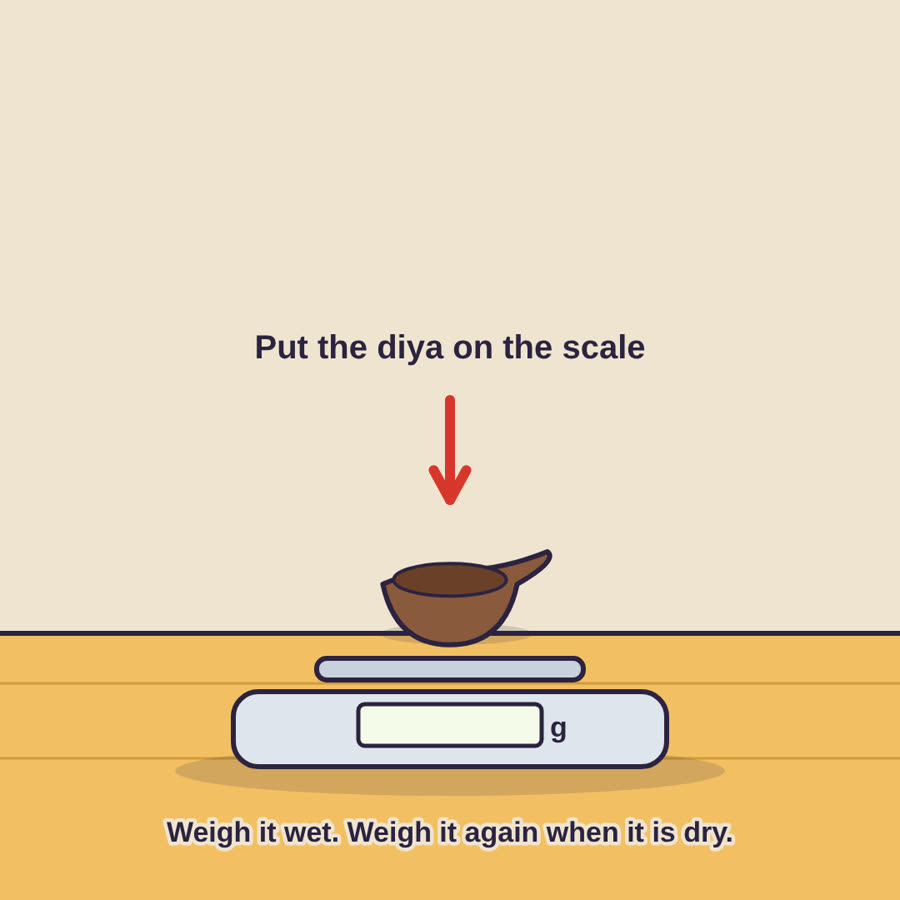 Put the diya on the scale
g
Weigh it wet. Weigh it again when it is dry.